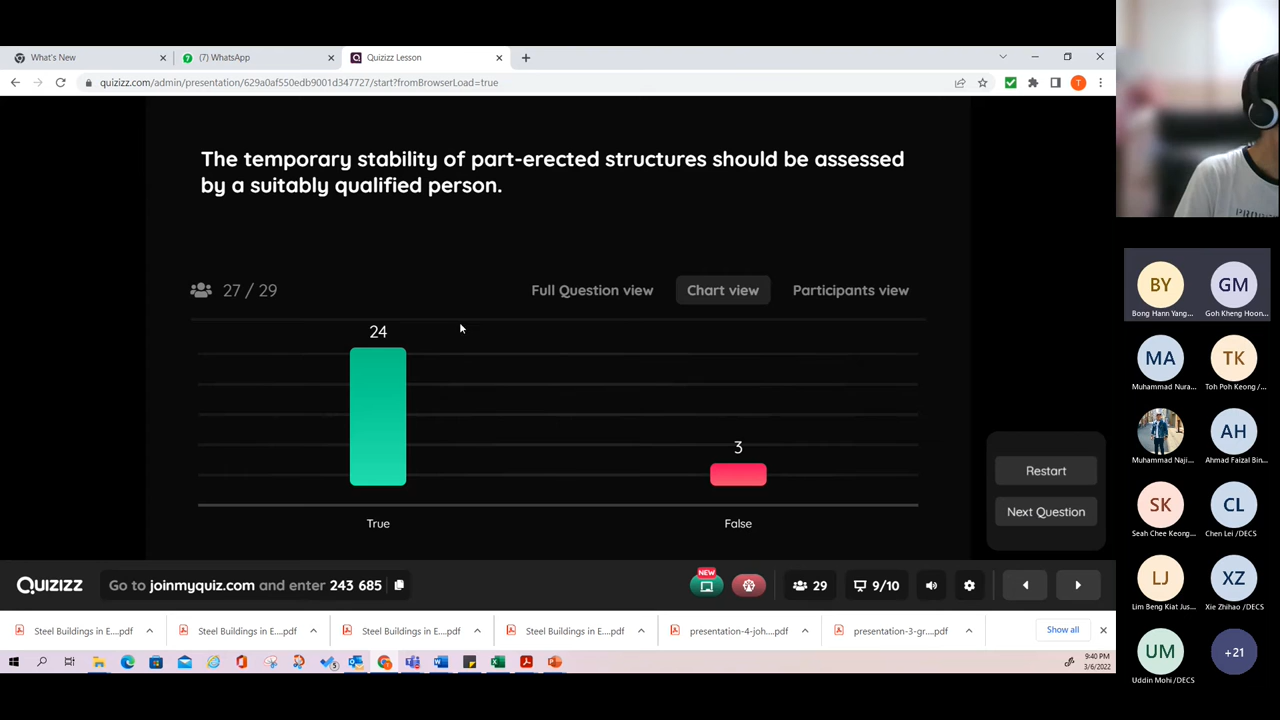 What's New
(7) WhatsApp
Quizizz Lesson
quizizz.com/admin/presentation/629a0af550edb9001d347727/start?fromBrowserLoad=true
T
The temporary stability of part-erected structures should be assessed
by a suitably qualified person.
27 / 29
Full Question view
Chart view
Participants view
24
3
True
False
Restart
Next Question
QUIZIZZ
Go to joinmyquiz.com and enter 243 685
NEW
29
9/10
Steel Buildings in E....pdf
Steel Buildings in E....pdf
Steel Buildings in E....pdf
Steel Buildings in E....pdf
presentation-4-joh....pdf
presentation-3-gr....pdf
Show all
9:40 PM
3/6/2022
BY
Bong Hann Yang...
GM
Goh Kheng Hoon...
MA
Muhammad Nura...
TK
Toh Poh Keong /...
Muhammad Naji...
AH
Ahmad Faizal Bin...
SK
Seah Chee Keong...
CL
Chen Lei /DECS
LJ
Lim Beng Kiat Jus...
XZ
Xie Zhihao /DECS
UM
Uddin Mohi /DECS
+21